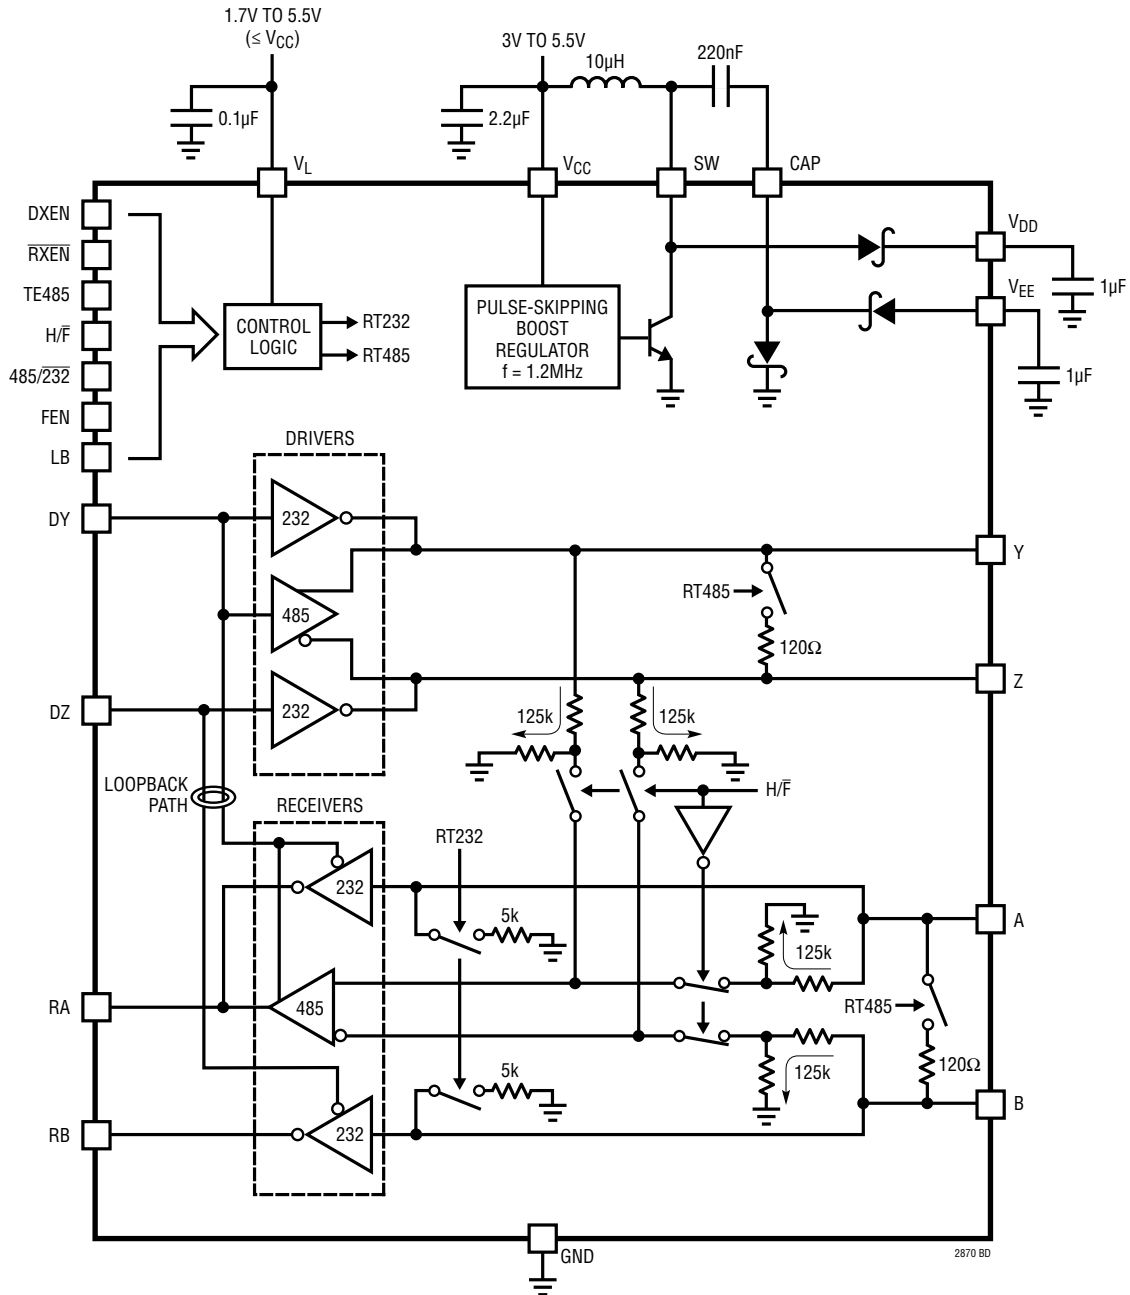 1.7V TO 5.5V
(≤ VCC)
3V TO 5.5V
10µH
220nF
0.1µF
2.2µF
VL
VCC
SW
CAP
DXEN
R̅X̅E̅N̅
TE485
H/F̅
485/2̅3̅2̅
FEN
LB
CONTROL
LOGIC
RT232
RT485
PULSE-SKIPPING
BOOST
REGULATOR
f = 1.2MHz
VDD
1µF
VEE
1µF
DRIVERS
DY
232
485
232
DZ
Y
RT485
120Ω
Z
125k
125k
H/F̅
LOOPBACK
PATH
RECEIVERS
RT232
232
5k
A
125k
RA
485
RT485
120Ω
125k
5k
B
RB
232
GND
2870 BD